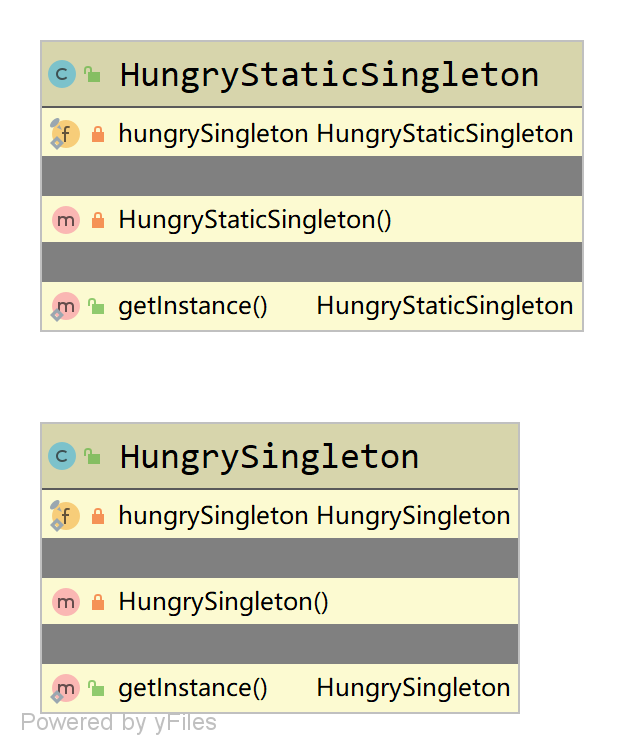 HungryStaticSingleton
hungrySingleton HungryStaticSingleton
HungryStaticSingleton()
getInstance() HungryStaticSingleton
HungrySingleton
hungrySingleton HungrySingleton
HungrySingleton()
getInstance() HungrySingleton
Powered by yFiles